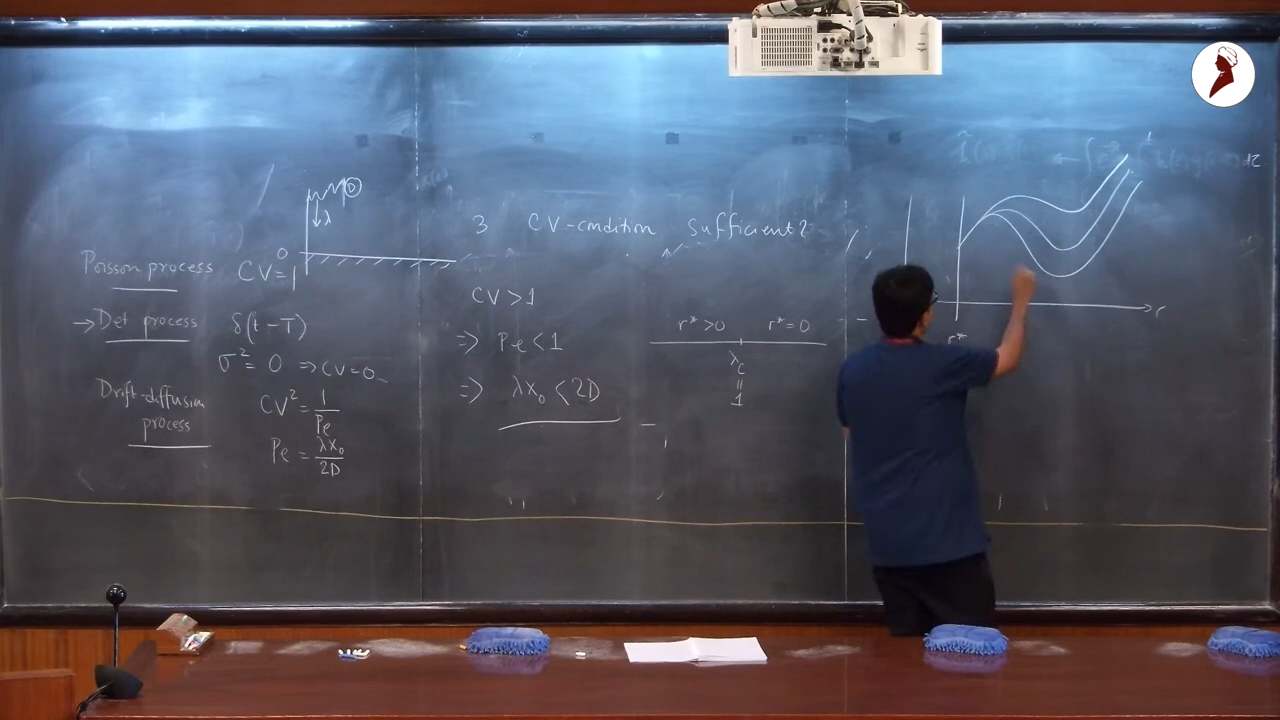 D
λ
0
Poisson process CV=1
→ Det process δ(t-T)
σ² = 0 ⇒ CV=0
Drift-diffusion process
CV² = 1/Pe
Pe = λx₀/2D
3 CV-condition sufficient?
CV>1
⇒ Pe<1
⇒ λx₀ < 2D
r*>0 r*=0
λc
=
1
r
r*